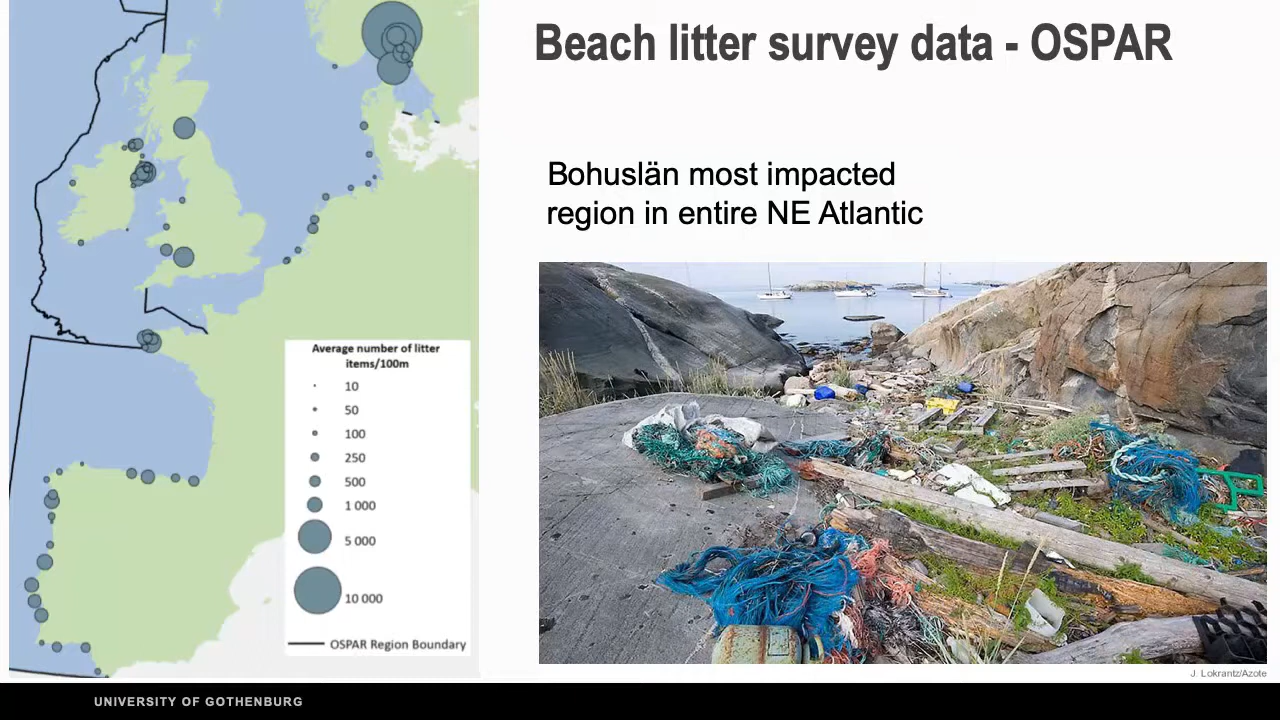 Beach litter survey data - OSPAR
Bohuslän most impacted
region in entire NE Atlantic
Average number of litter
items/100m
10
50
100
250
500
1 000
5 000
10 000
OSPAR Region Boundary
J. Lokrantz/Azote
UNIVERSITY OF GOTHENBURG